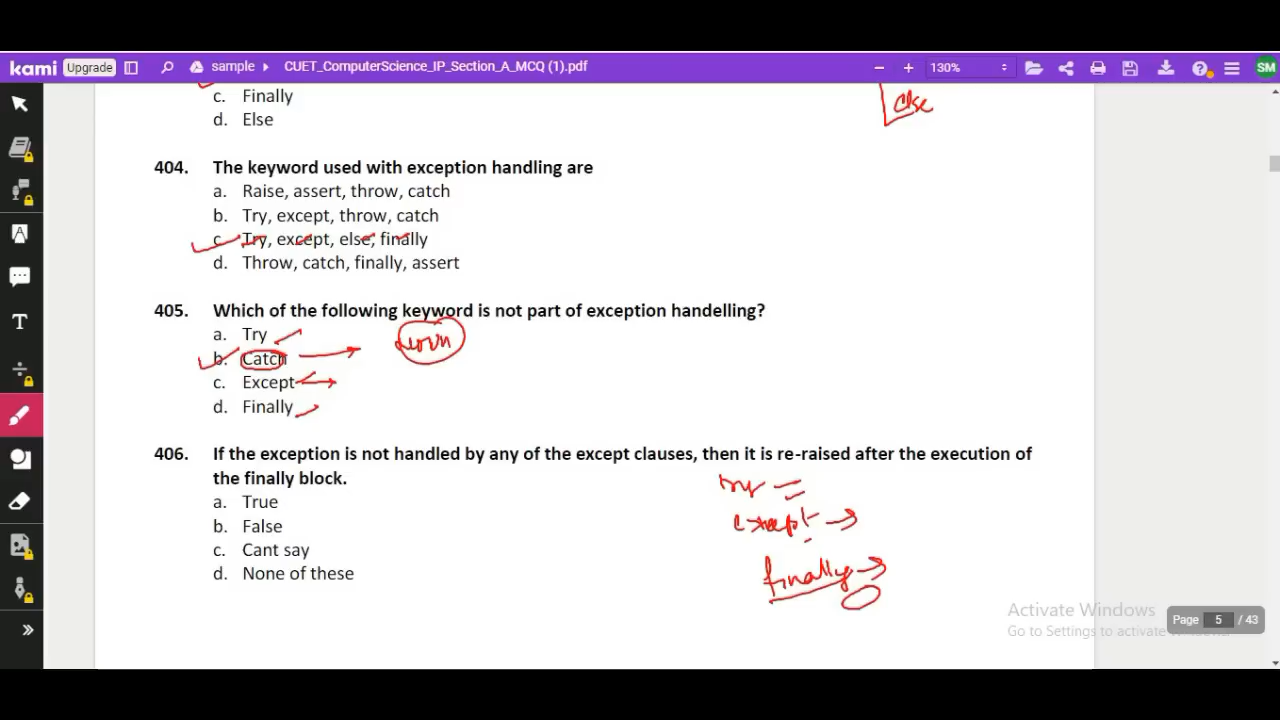 kami Upgrade sample CUET_ComputerScience_IP_Section_A_MCQ (1).pdf 130% SM
c. Finally
d. Else
else
404. The keyword used with exception handling are
a. Raise, assert, throw, catch
b. Try, except, throw, catch
c. Try, except, else, finally
d. Throw, catch, finally, assert
405. Which of the following keyword is not part of exception handelling?
a. Try
b. Catch
c. Except
d. Finally
406. If the exception is not handled by any of the except clauses, then it is re-raised after the execution of
the finally block.
try
a. True
except
b. False
c. Cant say
finally
d. None of these
Activate Windows
Go to Settings to activate Windows.
Page 5 / 43